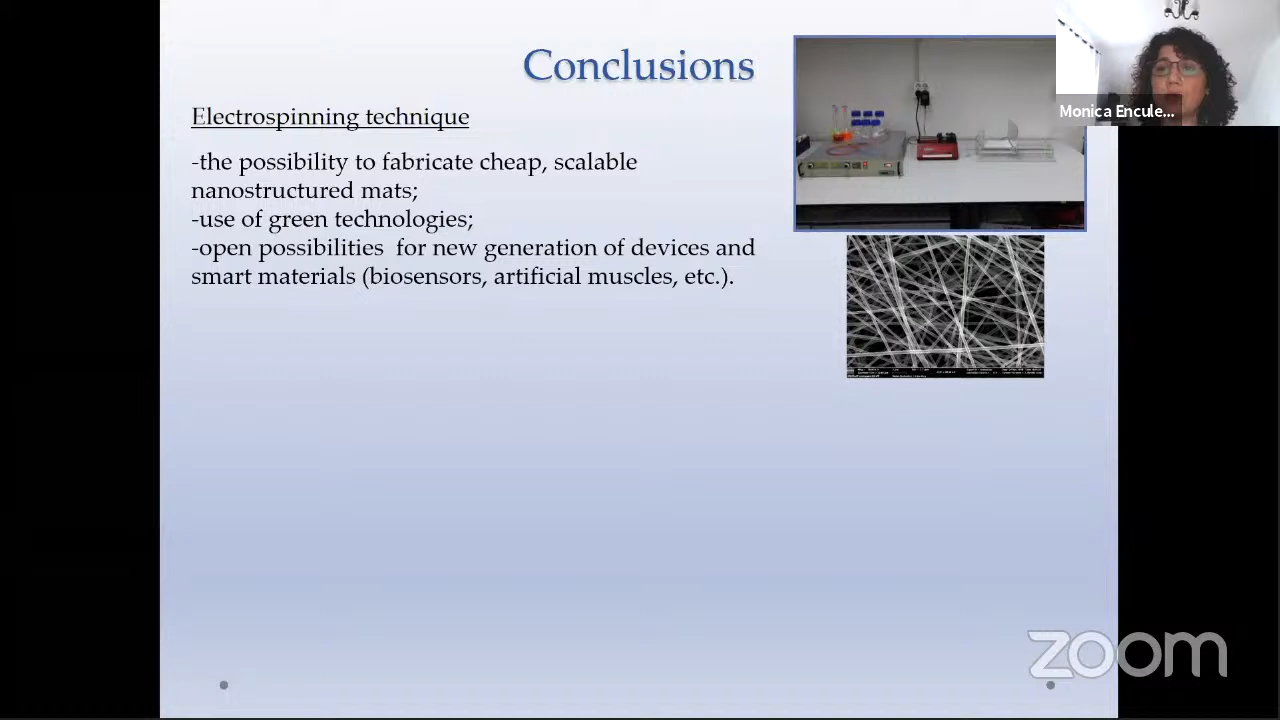 Conclusions
Monica Encule...
Electrospinning technique
-the possibility to fabricate cheap, scalable
nanostructured mats;
-use of green technologies;
-open possibilities for new generation of devices and
smart materials (biosensors, artificial muscles, etc.).
zoom